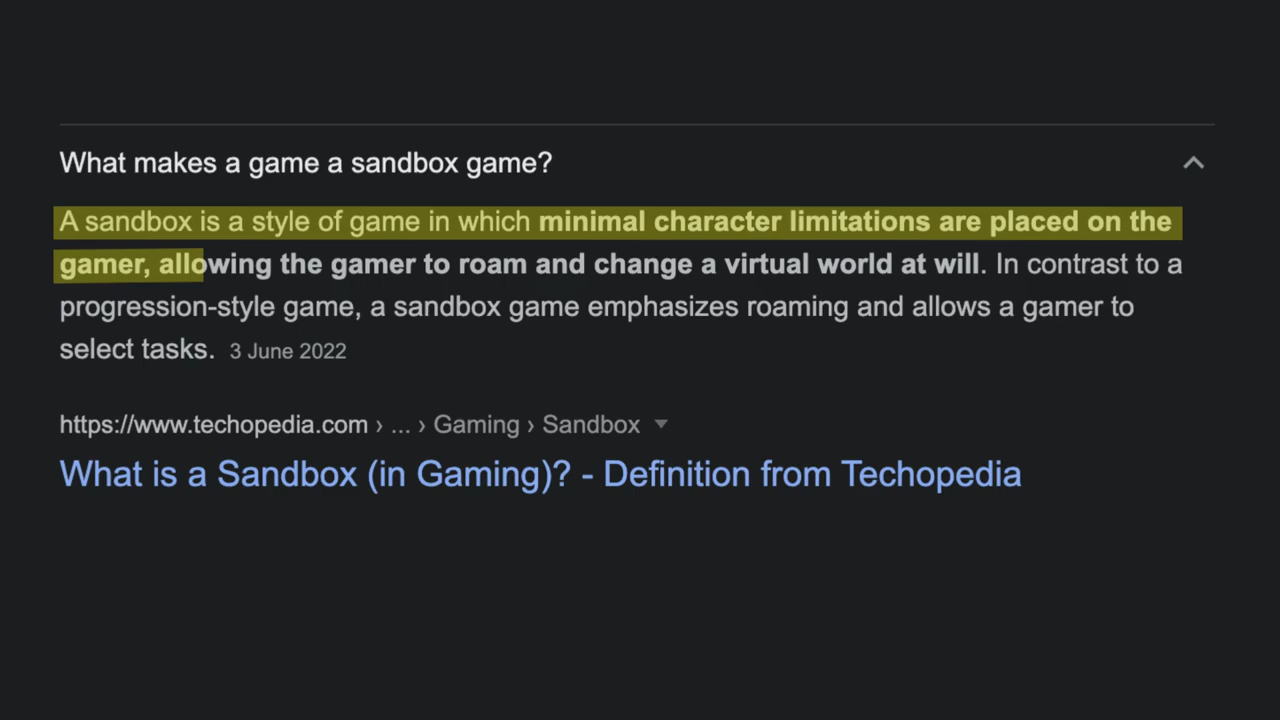 What makes a game a sandbox game?
A sandbox is a style of game in which minimal character limitations are placed on the
gamer, allowing the gamer to roam and change a virtual world at will. In contrast to a
progression-style game, a sandbox game emphasizes roaming and allows a gamer to
select tasks. 3 June 2022
https://www.techopedia.com › ... › Gaming › Sandbox
What is a Sandbox (in Gaming)? - Definition from Techopedia